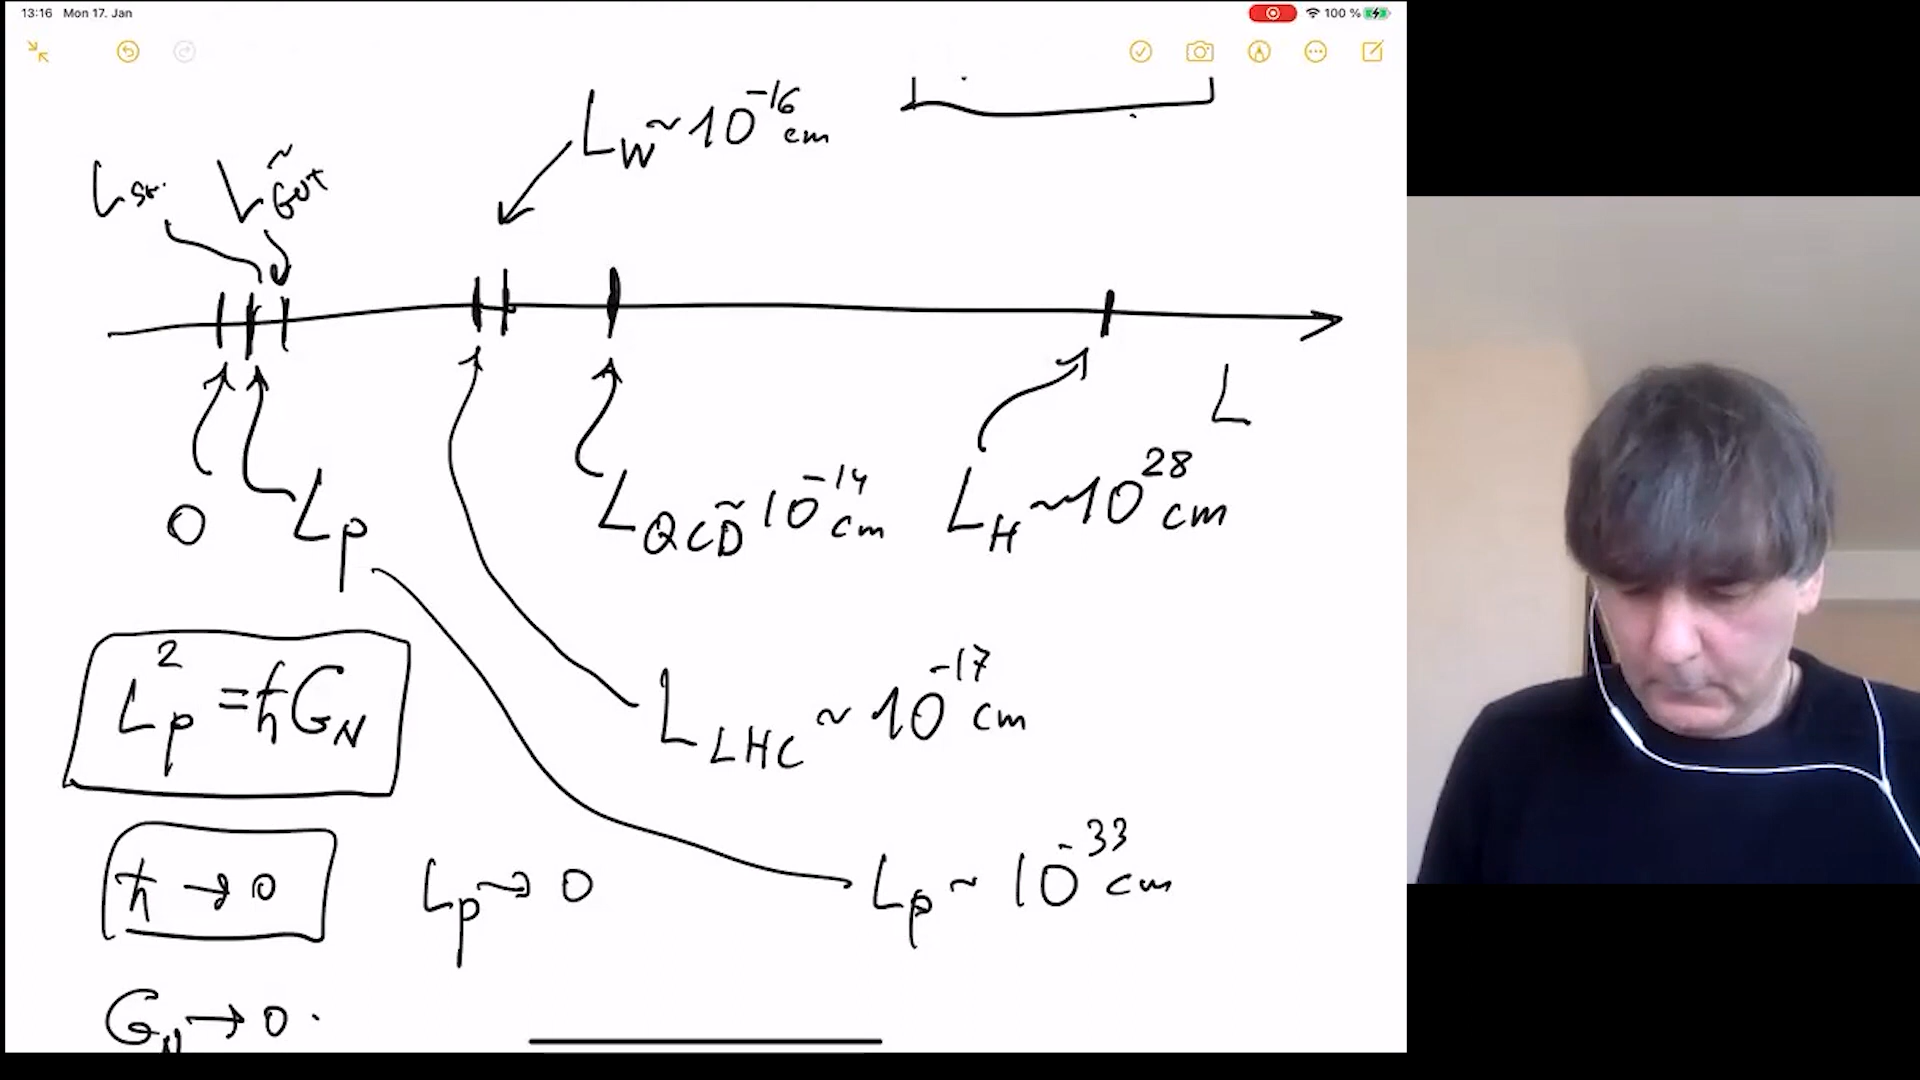 13:16 Mon 17. Jan
100 %
L_W ~ 10^-16 cm
L_st. L_GUT ~
L
0 L_P L_QCD ~ 10^-14 cm L_H ~ 10^28 cm
L_P^2 = ħG_N
L_LHC ~ 10^-17 cm
ħ → 0 L_P → 0 L_P ~ 10^-33 cm
G_N → 0 .